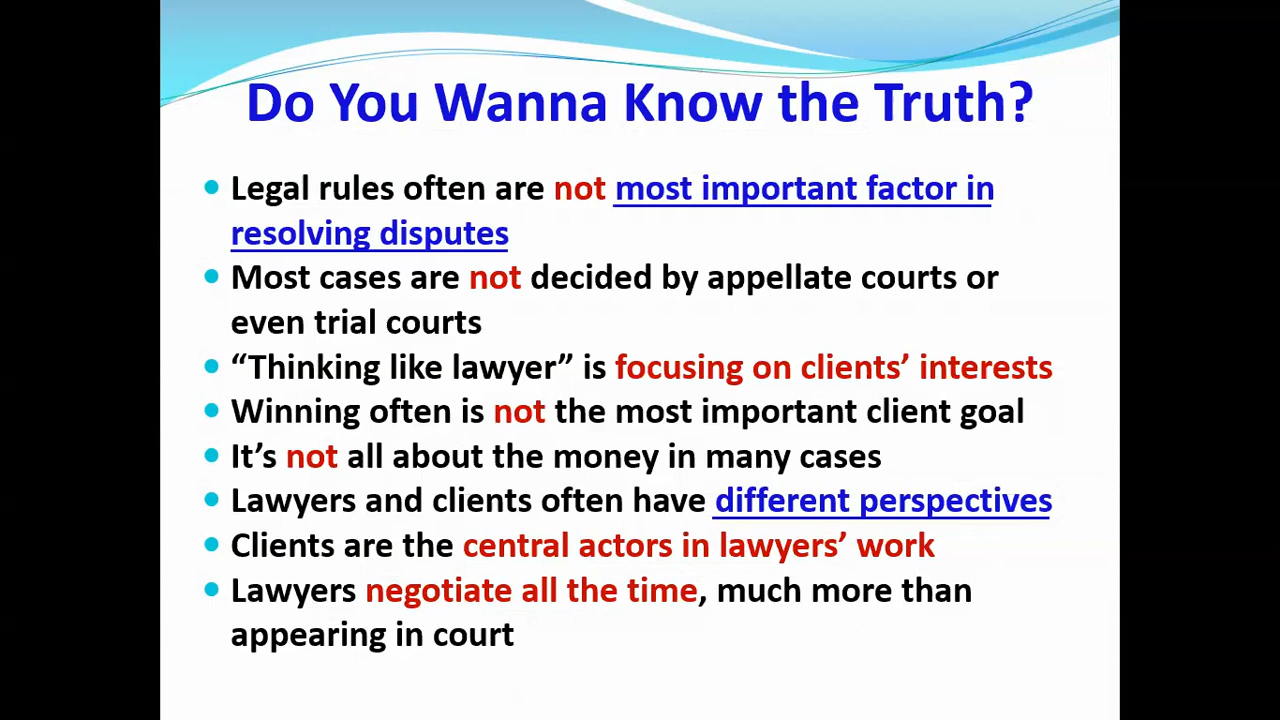 Do You Wanna Know the Truth?
Legal rules often are not most important factor in
resolving disputes
Most cases are not decided by appellate courts or
even trial courts
“Thinking like lawyer” is focusing on clients’ interests
Winning often is not the most important client goal
It’s not all about the money in many cases
Lawyers and clients often have different perspectives
Clients are the central actors in lawyers’ work
Lawyers negotiate all the time, much more than
appearing in court